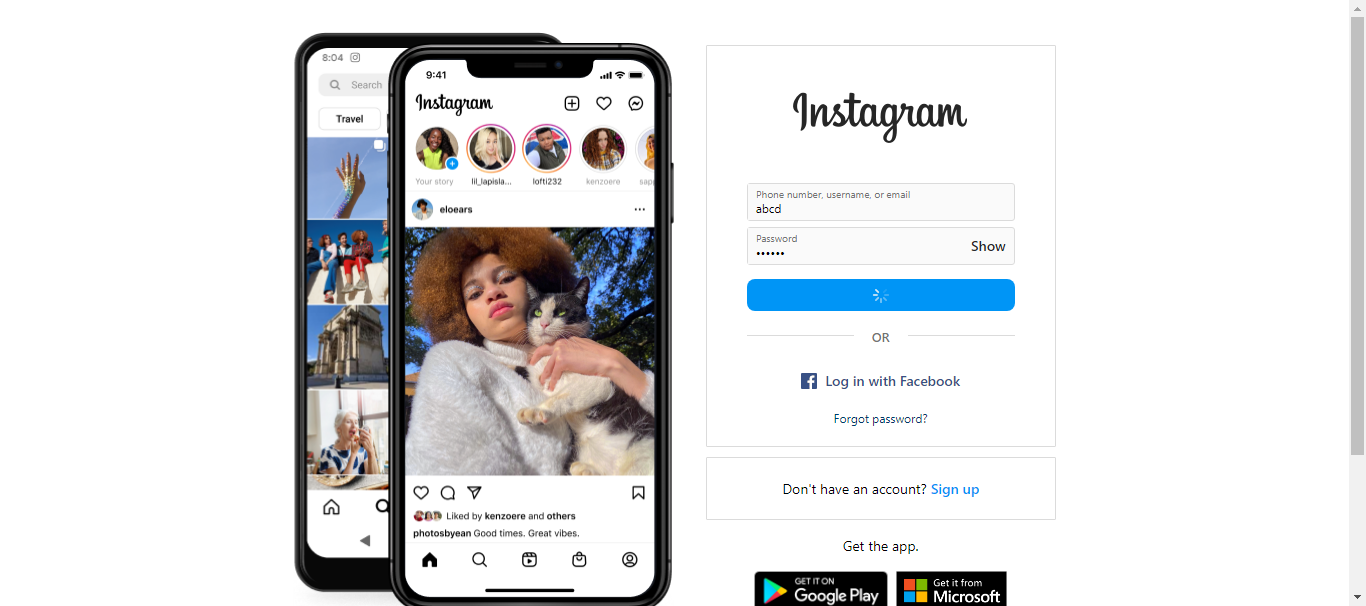 8:04
Search
Travel
9:41
Instagram
Your story
lil_lapisla...
lofti232
kenzoere
sapp
eloears
Liked by kenzoere and others
photosbyean Good times. Great vibes.
Instagram
Phone number, username, or email
abcd
Password
••••••
Show
OR
Log in with Facebook
Forgot password?
Don't have an account? Sign up
Get the app.
GET IT ON
Google Play
Get it from
Microsoft